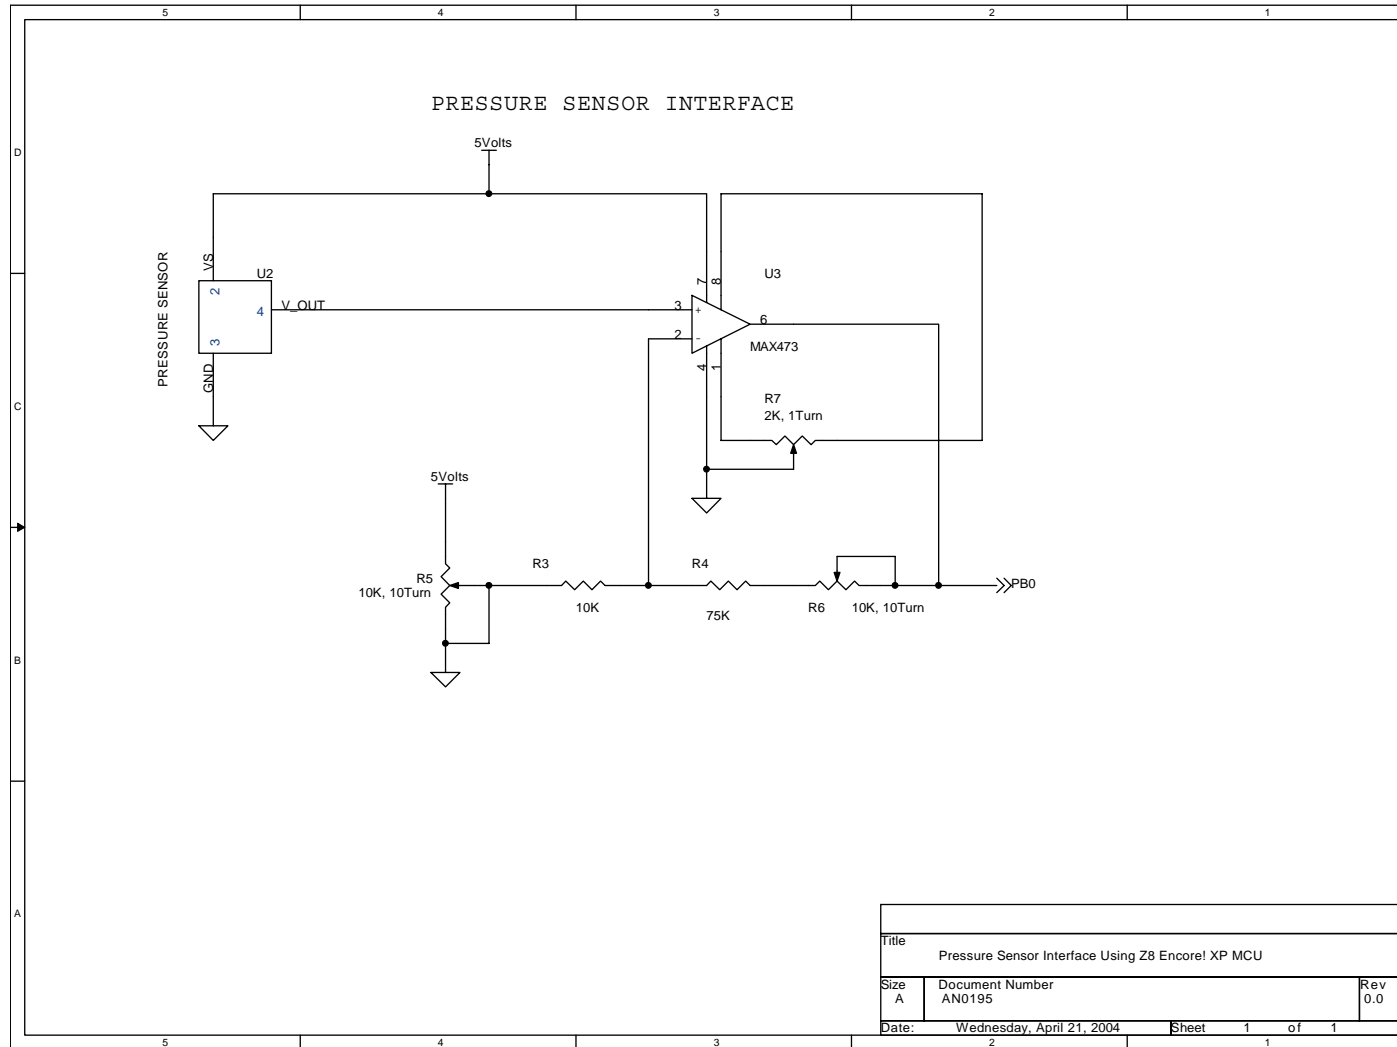 5 4 3 2 1
PRESSURE SENSOR INTERFACE
D
5Volts
PRESSURE SENSOR
VS
U2
2
4
V_OUT
3
GND
7
8
U3
3
+
6
2
-
MAX473
4
1
C
R7
2K, 1Turn
5Volts
R5
10K, 10Turn
R3
10K
R4
75K
R6
10K, 10Turn
PB0
B
A
Title
Pressure Sensor Interface Using Z8 Encore! XP MCU
Size
A
Document Number
AN0195
Rev
0.0
Date:
Wednesday, April 21, 2004
Sheet 1 of 1
5 4 3 2 1